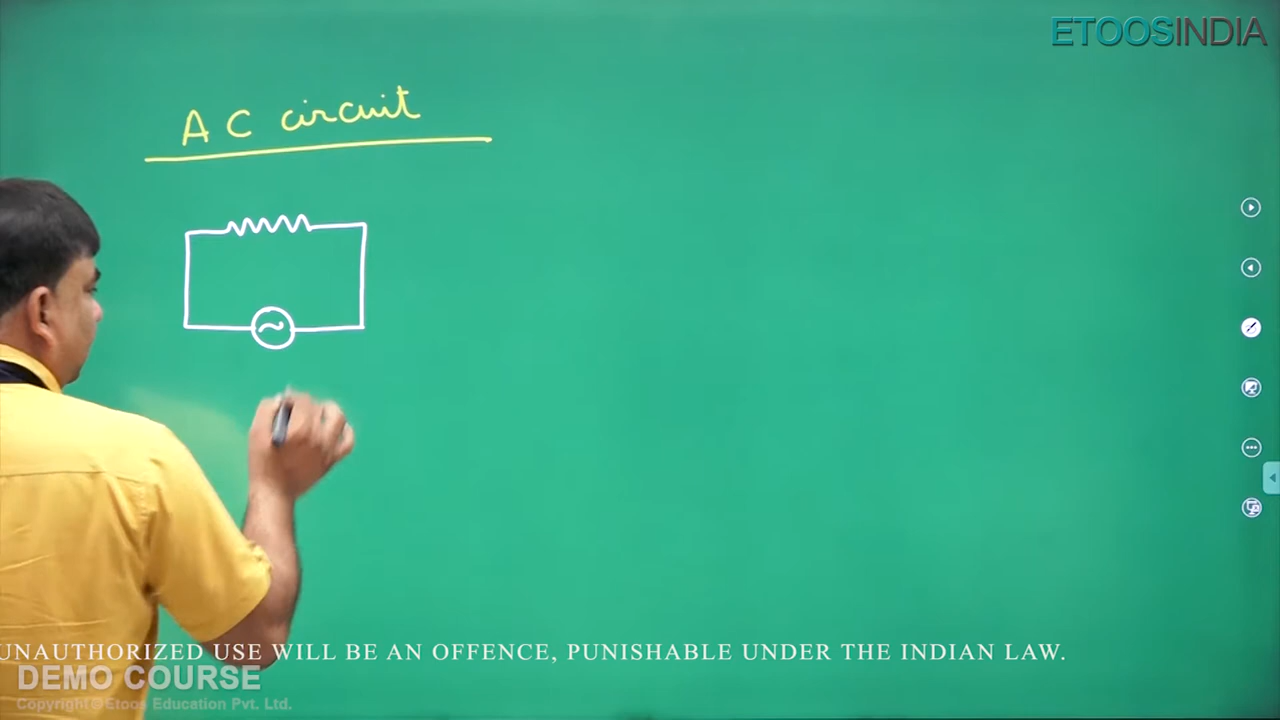 ETOOSINDIA
AC circuit
UNAUTHORIZED USE WILL BE AN OFFENCE, PUNISHABLE UNDER THE INDIAN LAW.
DEMO COURSE
Copyright © Etoos Education Pvt. Ltd.